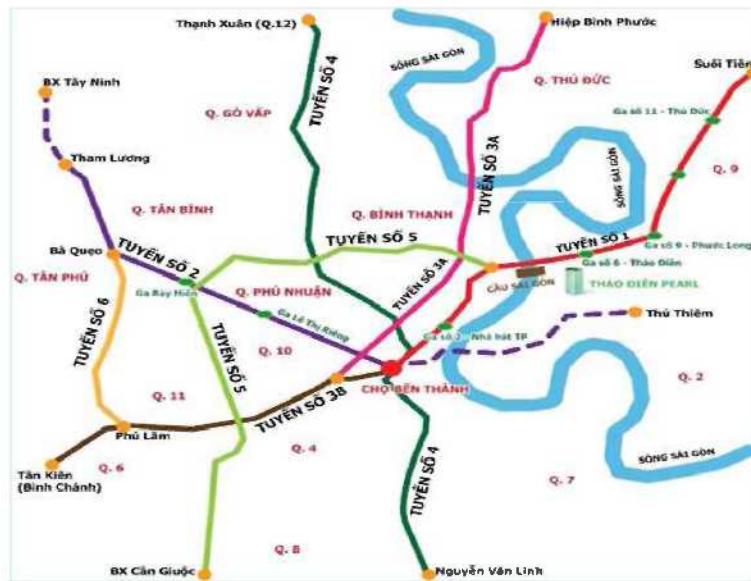 Thạnh Xuân (Q.12)
Hiệp Bình Phước
SÔNG SÀI GÒN
Suối Tiên
BX Tây Ninh
Q. THỦ ĐỨC
TUYẾN SỐ 4
Q. GÒ VẤP
Ga số 11 - Thủ Đức
TUYẾN SỐ 3A
SÔNG SÀI GÒN
Tham Lương
Q. 9
Q. TÂN BÌNH
Q. BÌNH THẠNH
Bà Quẹo
TUYẾN SỐ 5
TUYẾN SỐ 1
Ga số 9 - Phước Long
TUYẾN SỐ 2
Ga số 6 - Thảo Điền
Q. TÂN PHÚ
TUYẾN SỐ 3A
CẦU SÀI GÒN
THẢO ĐIỀN PEARL
Ga Bảy Hiền
Q. PHÚ NHUẬN
Ga Lê Thị Riêng
Thủ Thiêm
TUYẾN SỐ 6
Ga số 2 - Nhà hát TP
Q. 10
TUYẾN SỐ 5
Q. 2
CHỢ BẾN THÀNH
Q. 11
TUYẾN SỐ 3B
Phú Lâm
Q. 4
SÔNG SÀI GÒN
Q. 6
Tân Kiên
(Bình Chánh)
TUYẾN SỐ 4
Q. 7
Q. 8
BX Cần Giuộc
Nguyễn Văn Linh